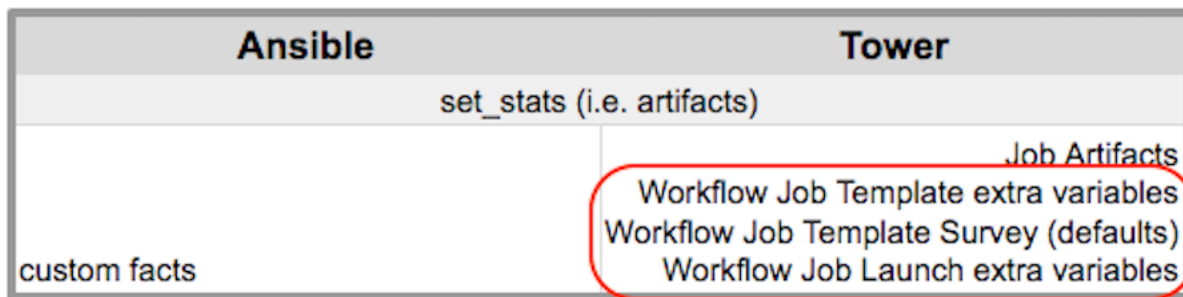 Ansible Tower
set_stats (i.e. artifacts)
Job Artifacts
Workflow Job Template extra variables
Workflow Job Template Survey (defaults)
custom facts Workflow Job Launch extra variables